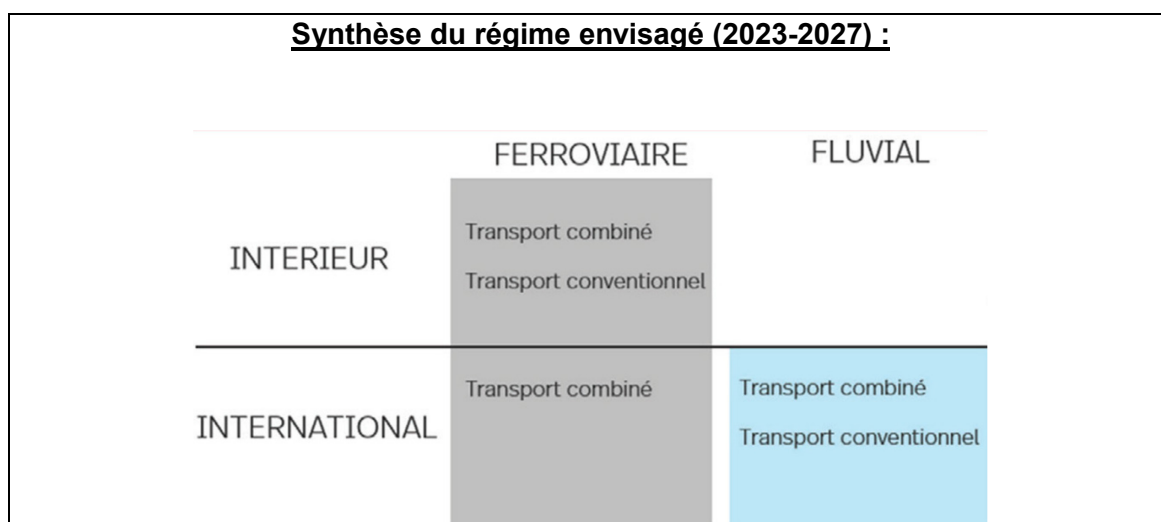 Synthèse du régime envisagé (2023-2027) :
FERROVIAIRE FLUVIAL
INTERIEUR
Transport combiné
Transport conventionnel
INTERNATIONAL
Transport combiné
Transport combiné
Transport conventionnel